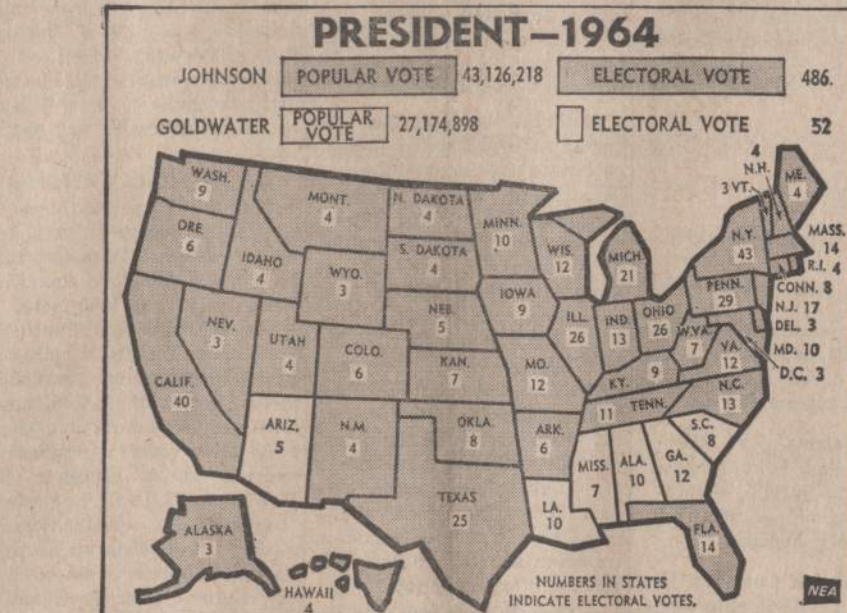 PRESIDENT—1964
JOHNSON POPULAR VOTE 43,126,218 ELECTORAL VOTE 486.
GOLDWATER POPULAR VOTE 27,174,898 ELECTORAL VOTE 52
WASH.
9
ORE.
6
IDAHO
4
MONT.
4
WYO.
3
N. DAKOTA
4
S. DAKOTA
4
NEB.
5
KAN.
7
MINN.
10
IOWA
9
WIS.
12
MICH.
21
ILL.
26
IND.
13
OHIO
26
W.VA.
7
PENN.
29
N.Y.
43
3 VT.
4
N.H.
ME.
4
MASS.
14
R.I. 4
CONN. 8
N.J. 17
DEL. 3
MD. 10
D.C. 3
VA.
12
KY. 9
11 TENN.
N.C.
13
S.C.
8
GA.
12
ALA.
10
MISS.
7
LA.
10
ARK.
6
MO.
12
OKLA.
8
TEXAS
25
N.M.
4
COLO.
6
UTAH
4
NEV.
3
CALIF.
40
ARIZ.
5
FLA.
14
ALASKA
3
HAWAII
4
NUMBERS IN STATES
INDICATE ELECTORAL VOTES.
NEA